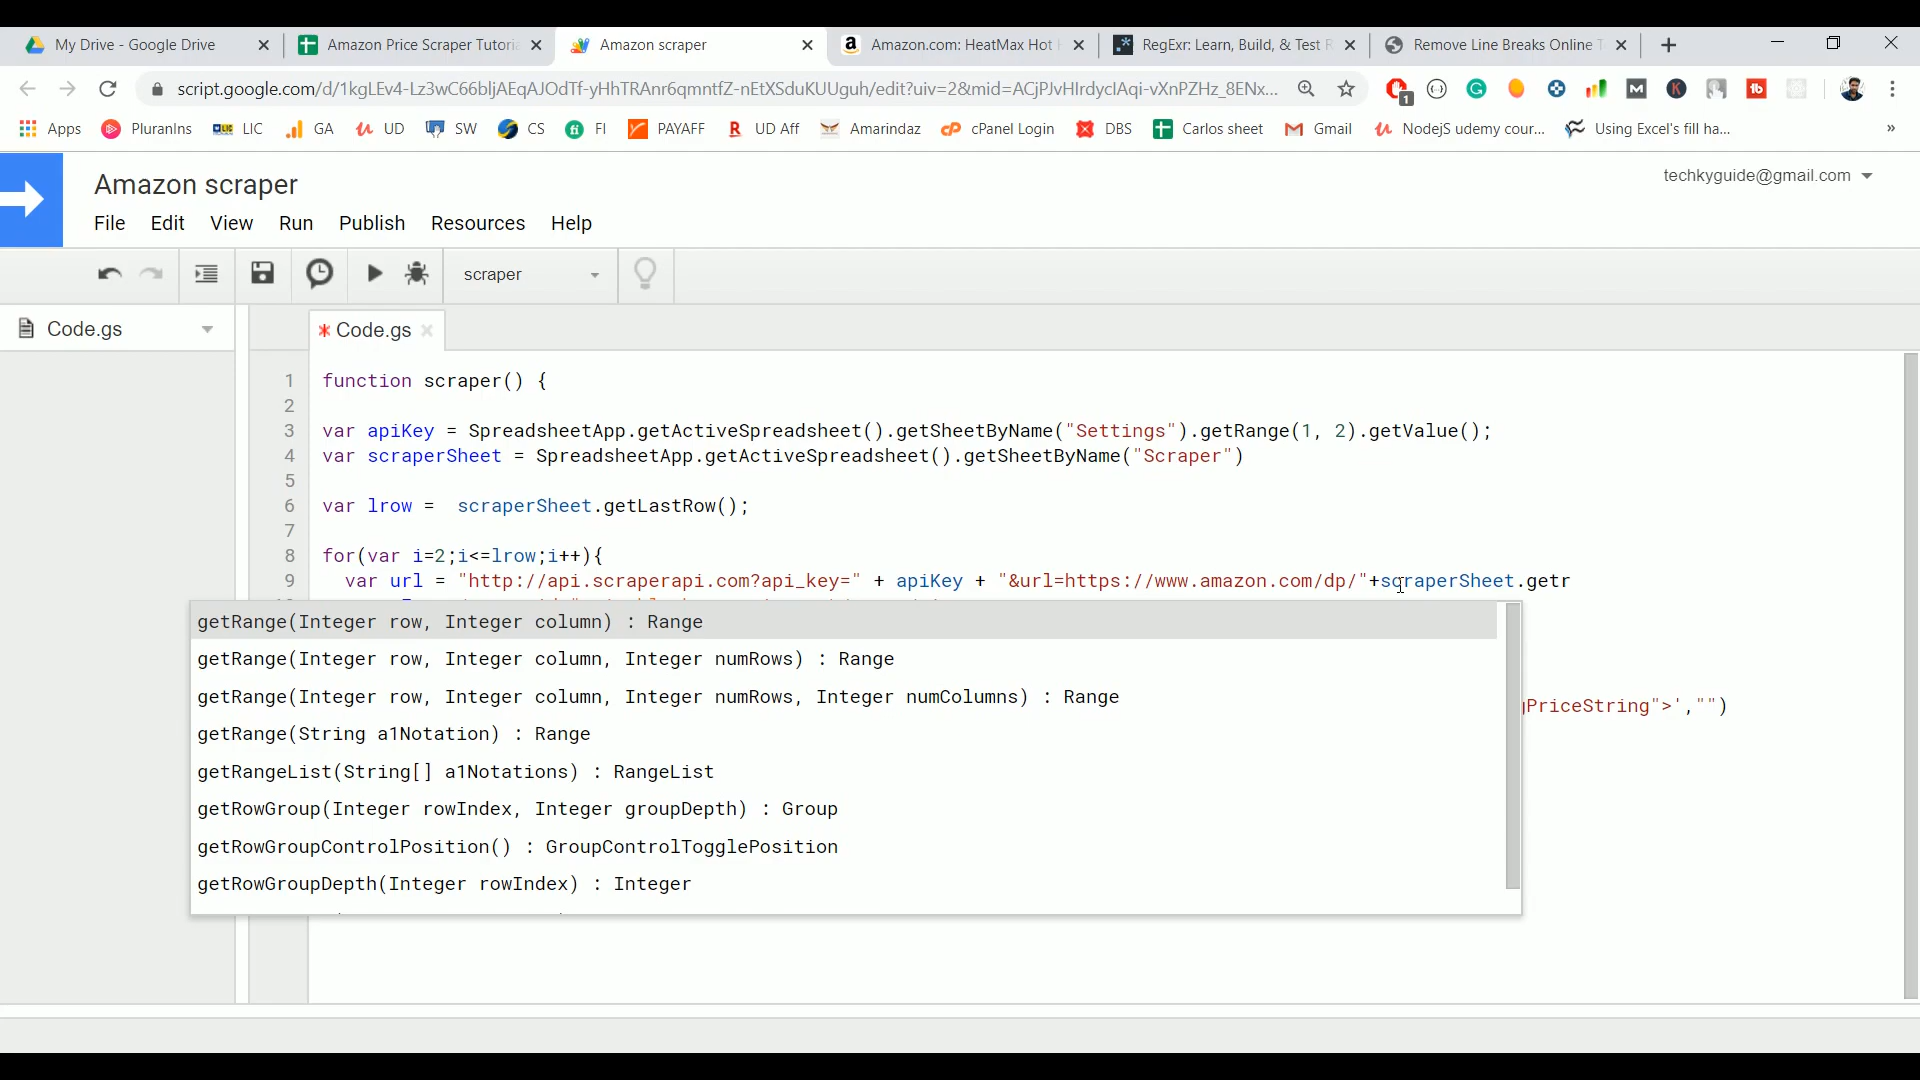 My Drive - Google Drive
Amazon Price Scraper Tutori
Amazon scraper
Amazon.com: HeatMax Hot
RegExr: Learn, Build, & Test R
Remove Line Breaks Online T
script.google.com/d/1kgLEv4-Lz3wC66bljAEqAJOdTf-yHhTRAnr6qmntfZ-nEtXSduKUUguh/edit?uiv=2&mid=ACjPJvHIrdycIAqi-vXnPZHz_8ENx...
1
Apps
PluranIns
LIC
GA
UD
SW
CS
FI
PAYAFF
UD Aff
Amarindaz
cPanel Login
DBS
Carlos sheet
Gmail
NodejS udemy cour...
Using Excel's fill ha...
»
Amazon scraper
techkyguide@gmail.com
File Edit View Run Publish Resources Help
scraper
Code.gs
* Code.gs
1 function scraper() {
2
3 var apiKey = SpreadsheetApp.getActiveSpreadsheet().getSheetByName("Settings").getRange(1, 2).getValue();
4 var scraperSheet = SpreadsheetApp.getActiveSpreadsheet().getSheetByName("Scraper")
5
6 var lrow =  scraperSheet.getLastRow();
7
8 for(var i=2;i<=lrow;i++){
9 var url = "http://api.scraperapi.com?api_key=" + apiKey + "&url=https://www.amazon.com/dp/"+scraperSheet.getr
getRange(Integer row, Integer column) : Range
getRange(Integer row, Integer column, Integer numRows) : Range
getRange(Integer row, Integer column, Integer numRows, Integer numColumns) : Range
PriceString">',"")
getRange(String a1Notation) : Range
getRangeList(String[] a1Notations) : RangeList
getRowGroup(Integer rowIndex, Integer groupDepth) : Group
getRowGroupControlPosition() : GroupControlTogglePosition
getRowGroupDepth(Integer rowIndex) : Integer